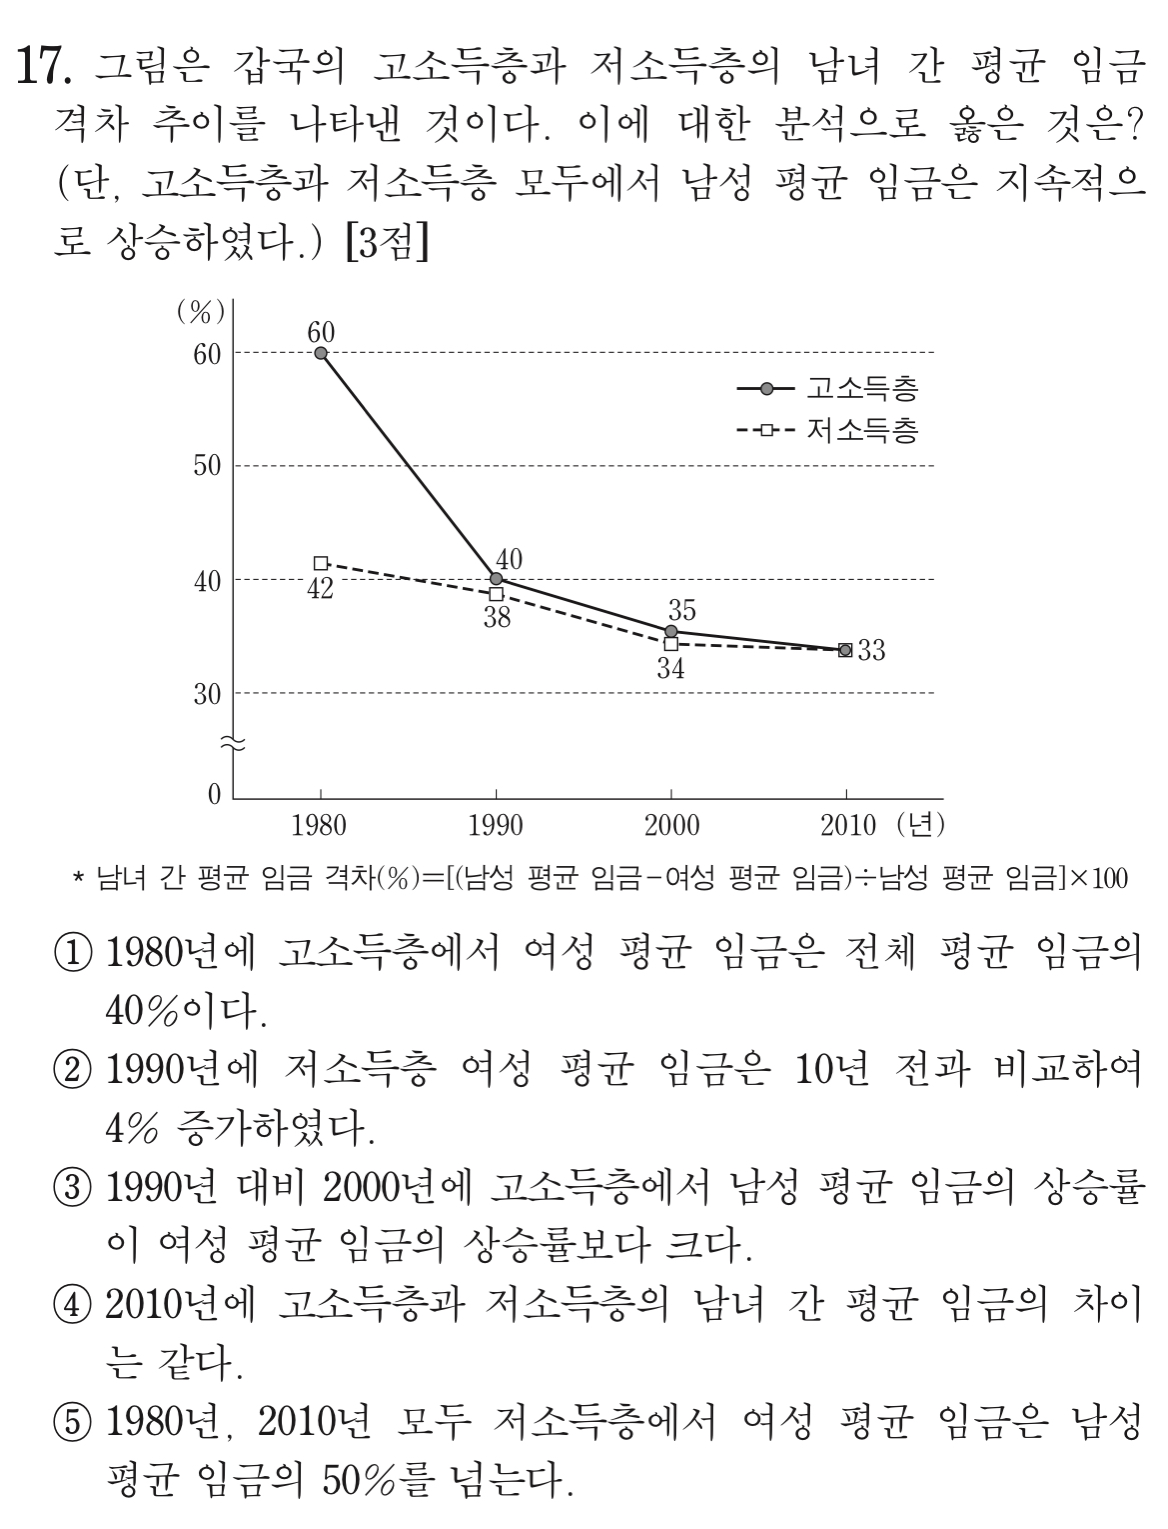 17. 그림은 갑국의 고소득층과 저소득층의 남녀 간 평균 임금
격차 추이를 나타낸 것이다. 이에 대한 분석으로 옳은 것은?
(단, 고소득층과 저소득층 모두에서 남성 평균 임금은 지속적으
로 상승하였다.) [3점]
(%)
60
60
고소득층
저소득층
50
40
40
42
38
35
34
33
30
0
1980 1990 2000 2010 (년)
* 남녀 간 평균 임금 격차(%)=[(남성 평균 임금-여성 평균 임금)÷남성 평균 임금]×100
① 1980년에 고소득층에서 여성 평균 임금은 전체 평균 임금의
40%이다.
② 1990년에 저소득층 여성 평균 임금은 10년 전과 비교하여
4% 증가하였다.
③ 1990년 대비 2000년에 고소득층에서 남성 평균 임금의 상승률
이 여성 평균 임금의 상승률보다 크다.
④ 2010년에 고소득층과 저소득층의 남녀 간 평균 임금의 차이
는 같다.
⑤ 1980년, 2010년 모두 저소득층에서 여성 평균 임금은 남성
평균 임금의 50%를 넘는다.